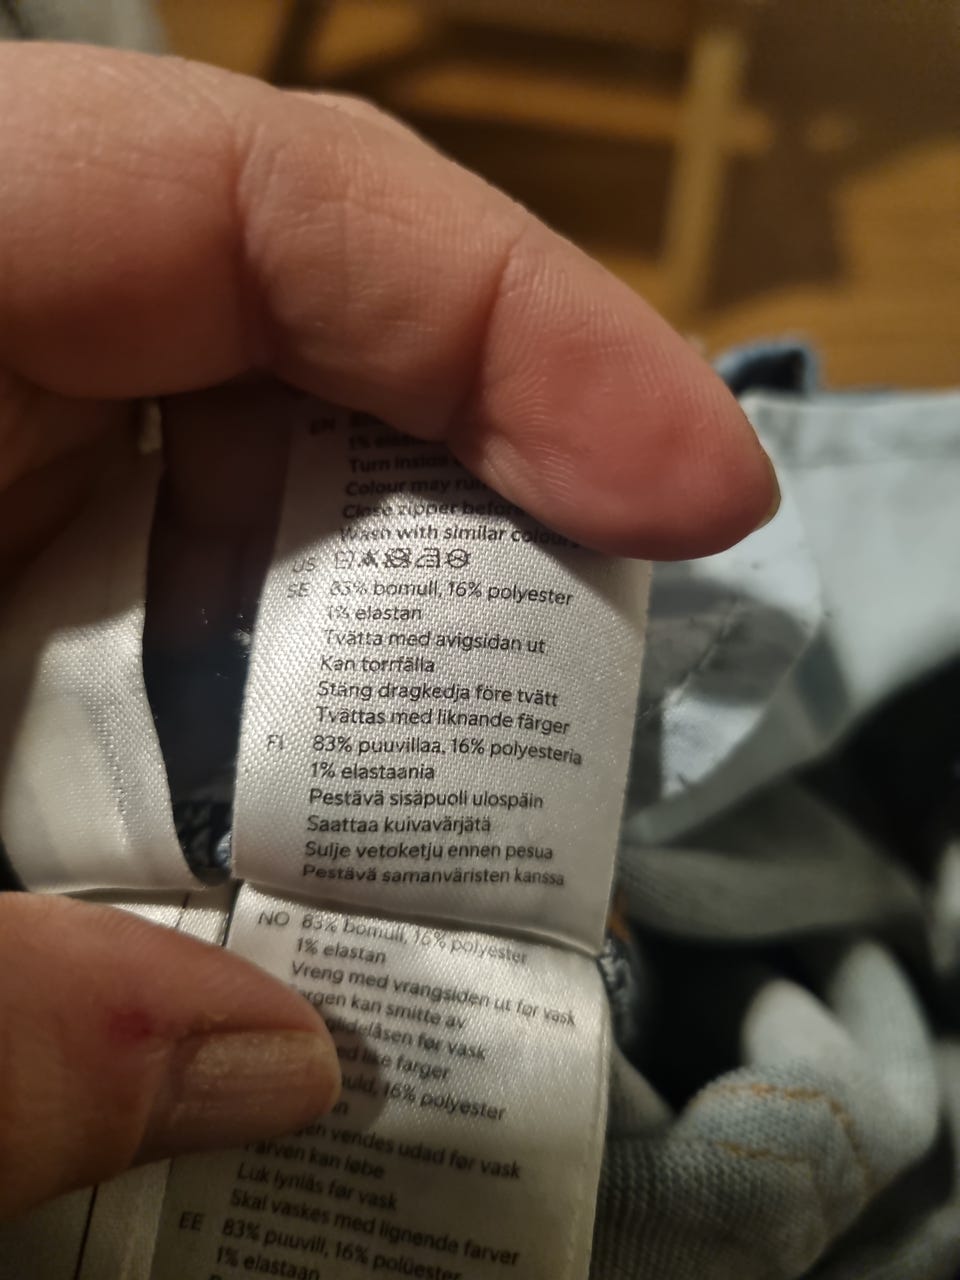 EN
1%
Turn inside
Colour may run
Close zipper before
Wash with similar colours
US
SE 83% bomull, 16% polyester
1% elastan
Tvätta med avigsidan ut
Kan torrfälla
Stäng dragkedja före tvätt
Tvättas med liknande färger
FI 83% puuvillaa, 16% polyesteria
1% elastaania
Pestävä sisäpuoli ulospäin
Saattaa kuivavärjätä
Sulje vetoketju ennen pesua
Pestävä samanväristen kanssa
NO 83% bomull, 16% polyester
1% elastan
Vreng med vrangsiden ut før vask
kan smitte av
før vask
like farger
16% polyester
vendes udad før vask
Farven kan løbe
Luk lynlås før vask
Skal vaskes med lignende farver
EE 83% puuvill, 16% polüester
1% elastaan